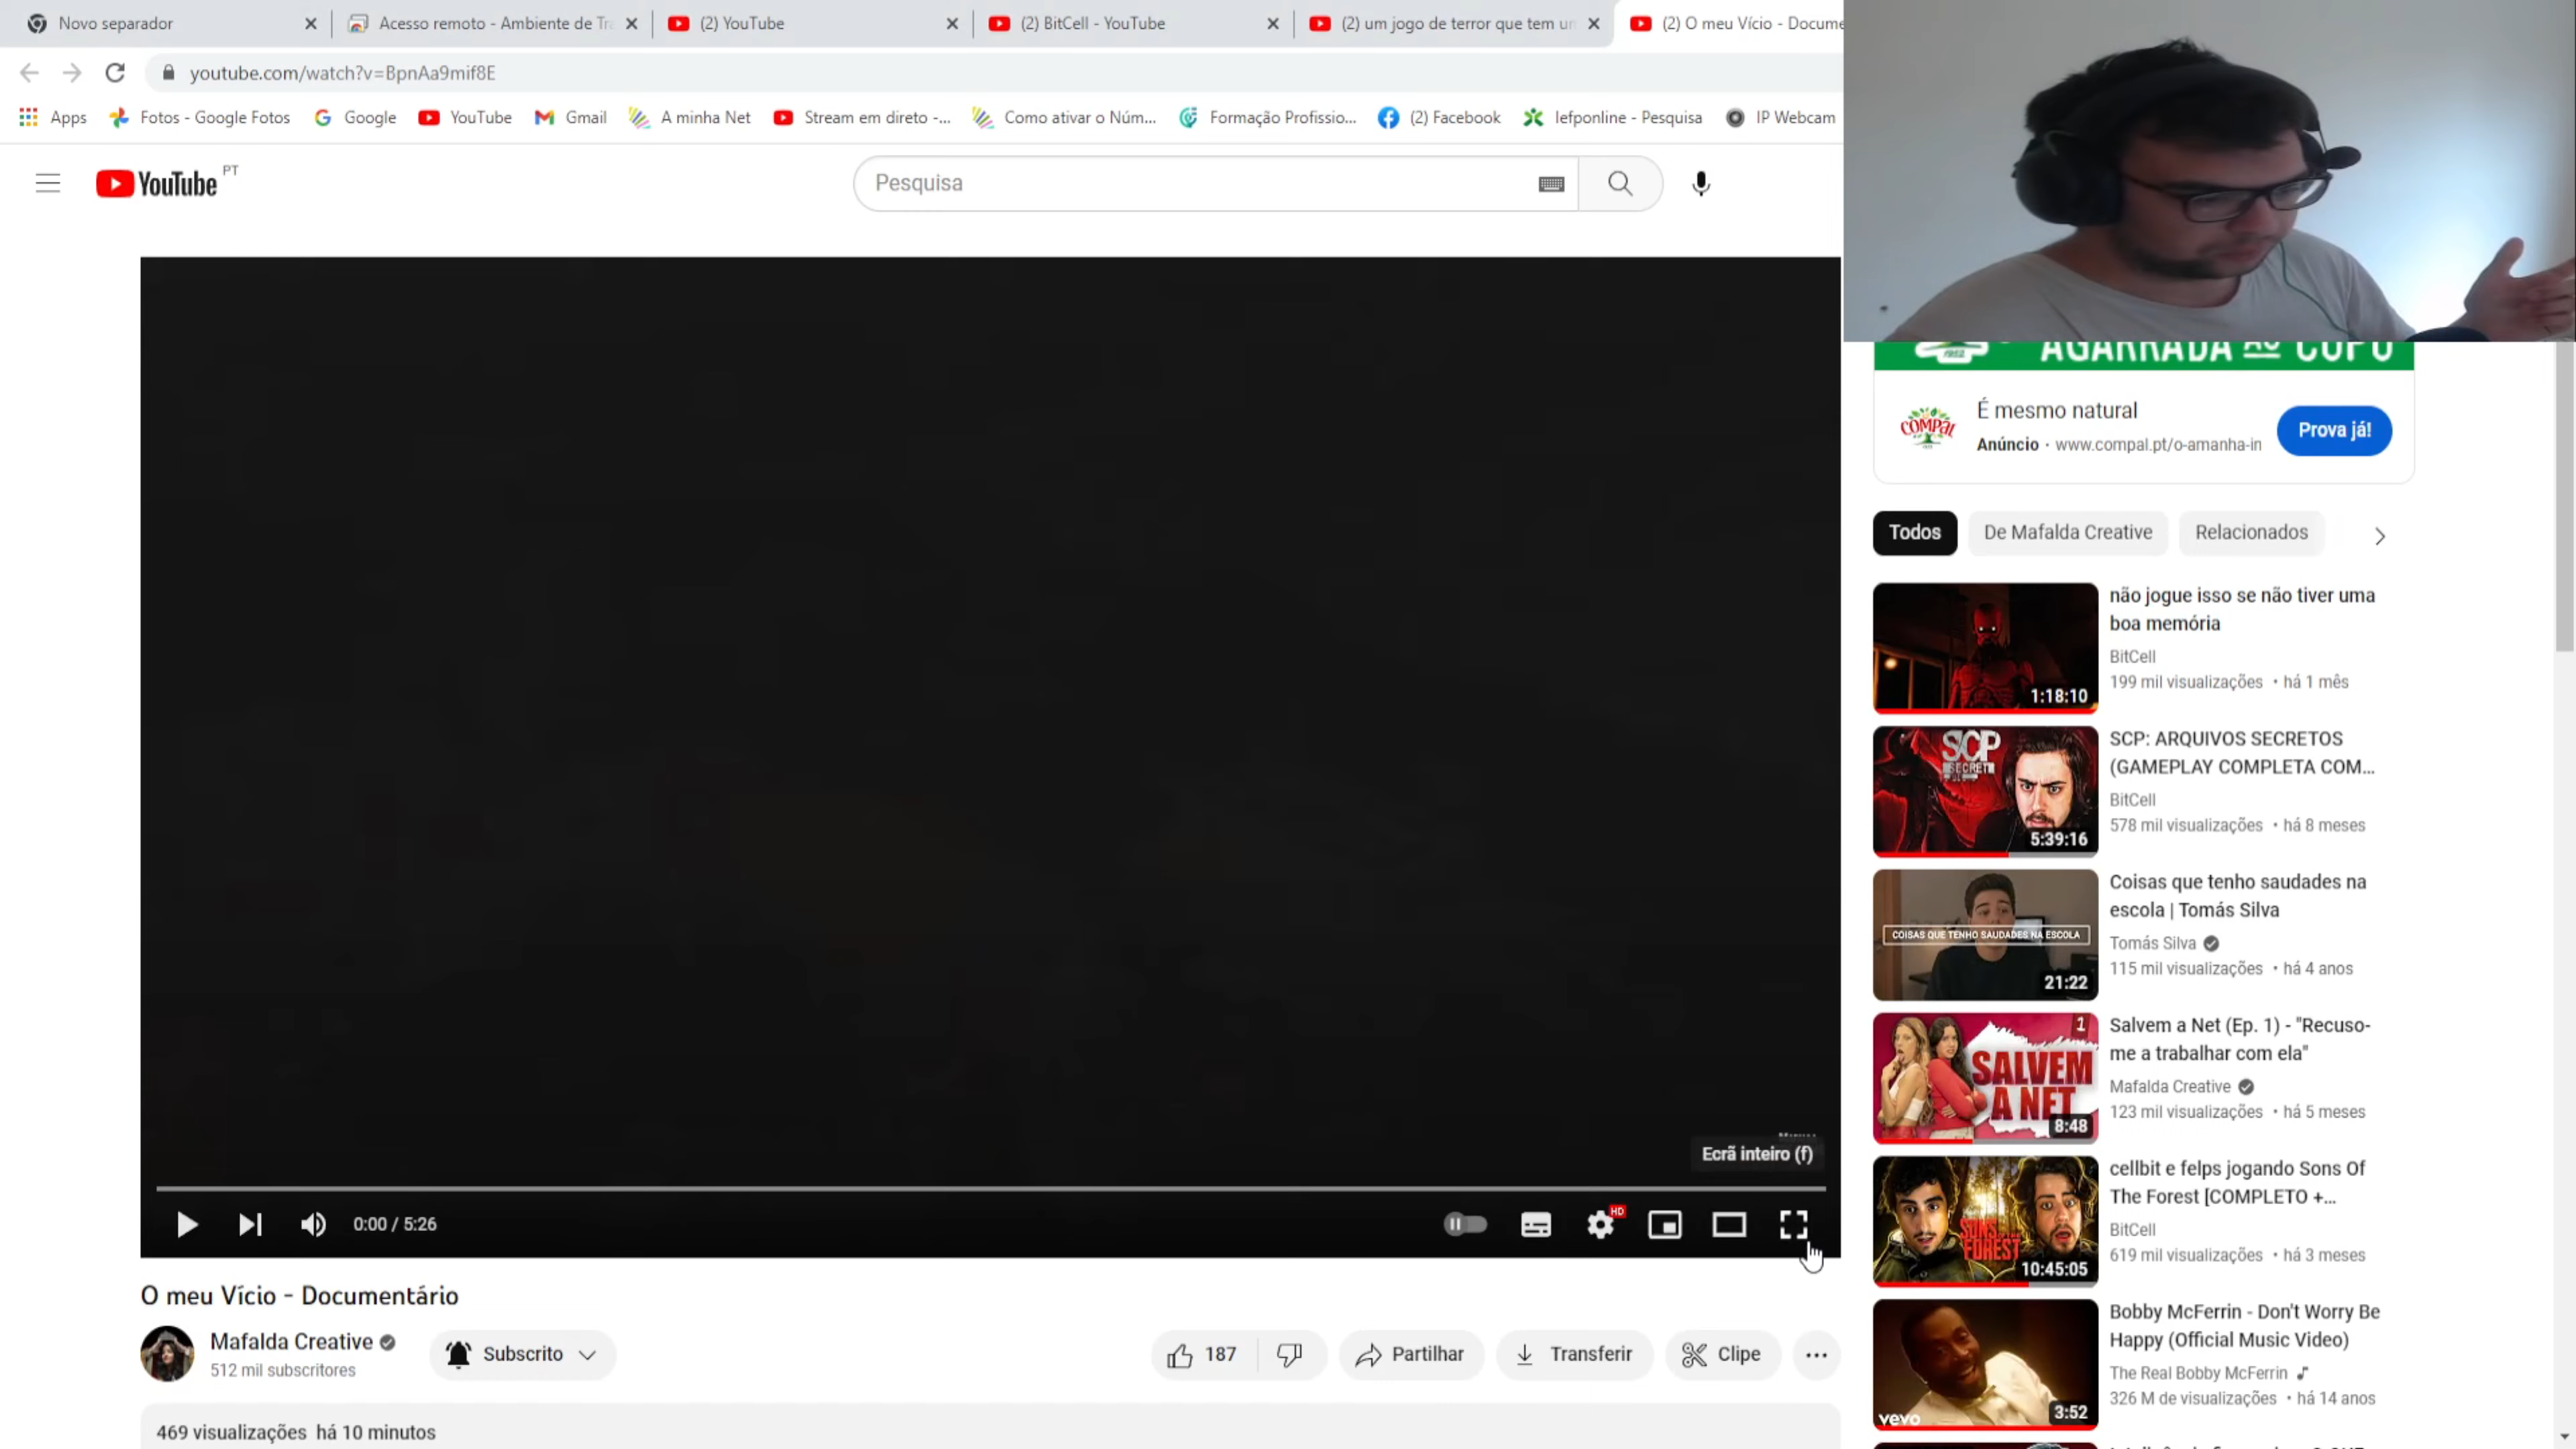 Novo separador
Acesso remoto - Ambiente de Tra
(2) YouTube
(2) BitCell - YouTube
(2) um jogo de terror que tem um
(2) O meu Vício - Docume
youtube.com/watch?v=BpnAa9mif8E
Apps
Fotos - Google Fotos
Google
YouTube
Gmail
A minha Net
Stream em direto -...
Como ativar o Núm...
Formação Profissio...
(2) Facebook
Iefponline - Pesquisa
IP Webcam
YouTube PT
Pesquisa
AGARRADA AO COPO
COMPAL
É mesmo natural
Anúncio · www.compal.pt/o-amanha-in
Prova já!
Todos
De Mafalda Creative
Relacionados
não jogue isso se não tiver uma
boa memória
BitCell
199 mil visualizações • há 1 mês
1:18:10
SCP
SECRET
SCP: ARQUIVOS SECRETOS
(GAMEPLAY COMPLETA COM...
BitCell
578 mil visualizações • há 8 meses
5:39:16
COISAS QUE TENHO SAUDADES NA ESCOLA
Coisas que tenho saudades na
escola | Tomás Silva
Tomás Silva
115 mil visualizações • há 4 anos
21:22
1
SALVEM
A NET
Salvem a Net (Ep. 1) - "Recuso-
me a trabalhar com ela"
Mafalda Creative
123 mil visualizações • há 5 meses
8:48
SONS
FOREST
cellbit e felps jogando Sons Of
The Forest [COMPLETO +...
BitCell
619 mil visualizações • há 3 meses
10:45:05
Bobby McFerrin - Don't Worry Be
Happy (Official Music Video)
The Real Bobby McFerrin
326 M de visualizações • há 14 anos
vevo
3:52
Ecrã inteiro (f)
0:00 / 5:26
HD
O meu Vício - Documentário
Mafalda Creative
512 mil subscritores
Subscrito
187
Partilhar
Transferir
Clipe
469 visualizações há 10 minutos